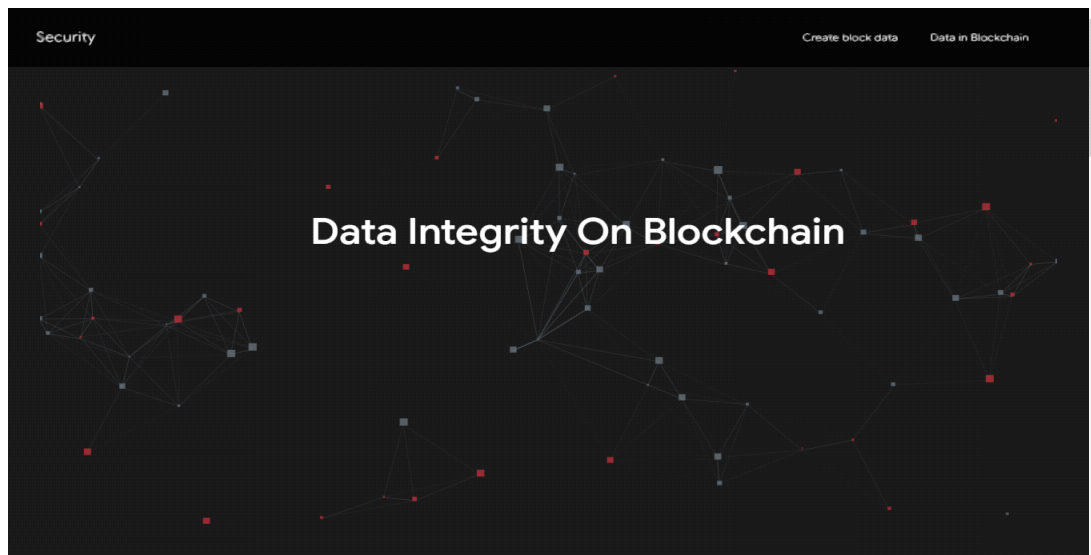 Security
Create block data
Data in Blockchain
Data Integrity On Blockchain